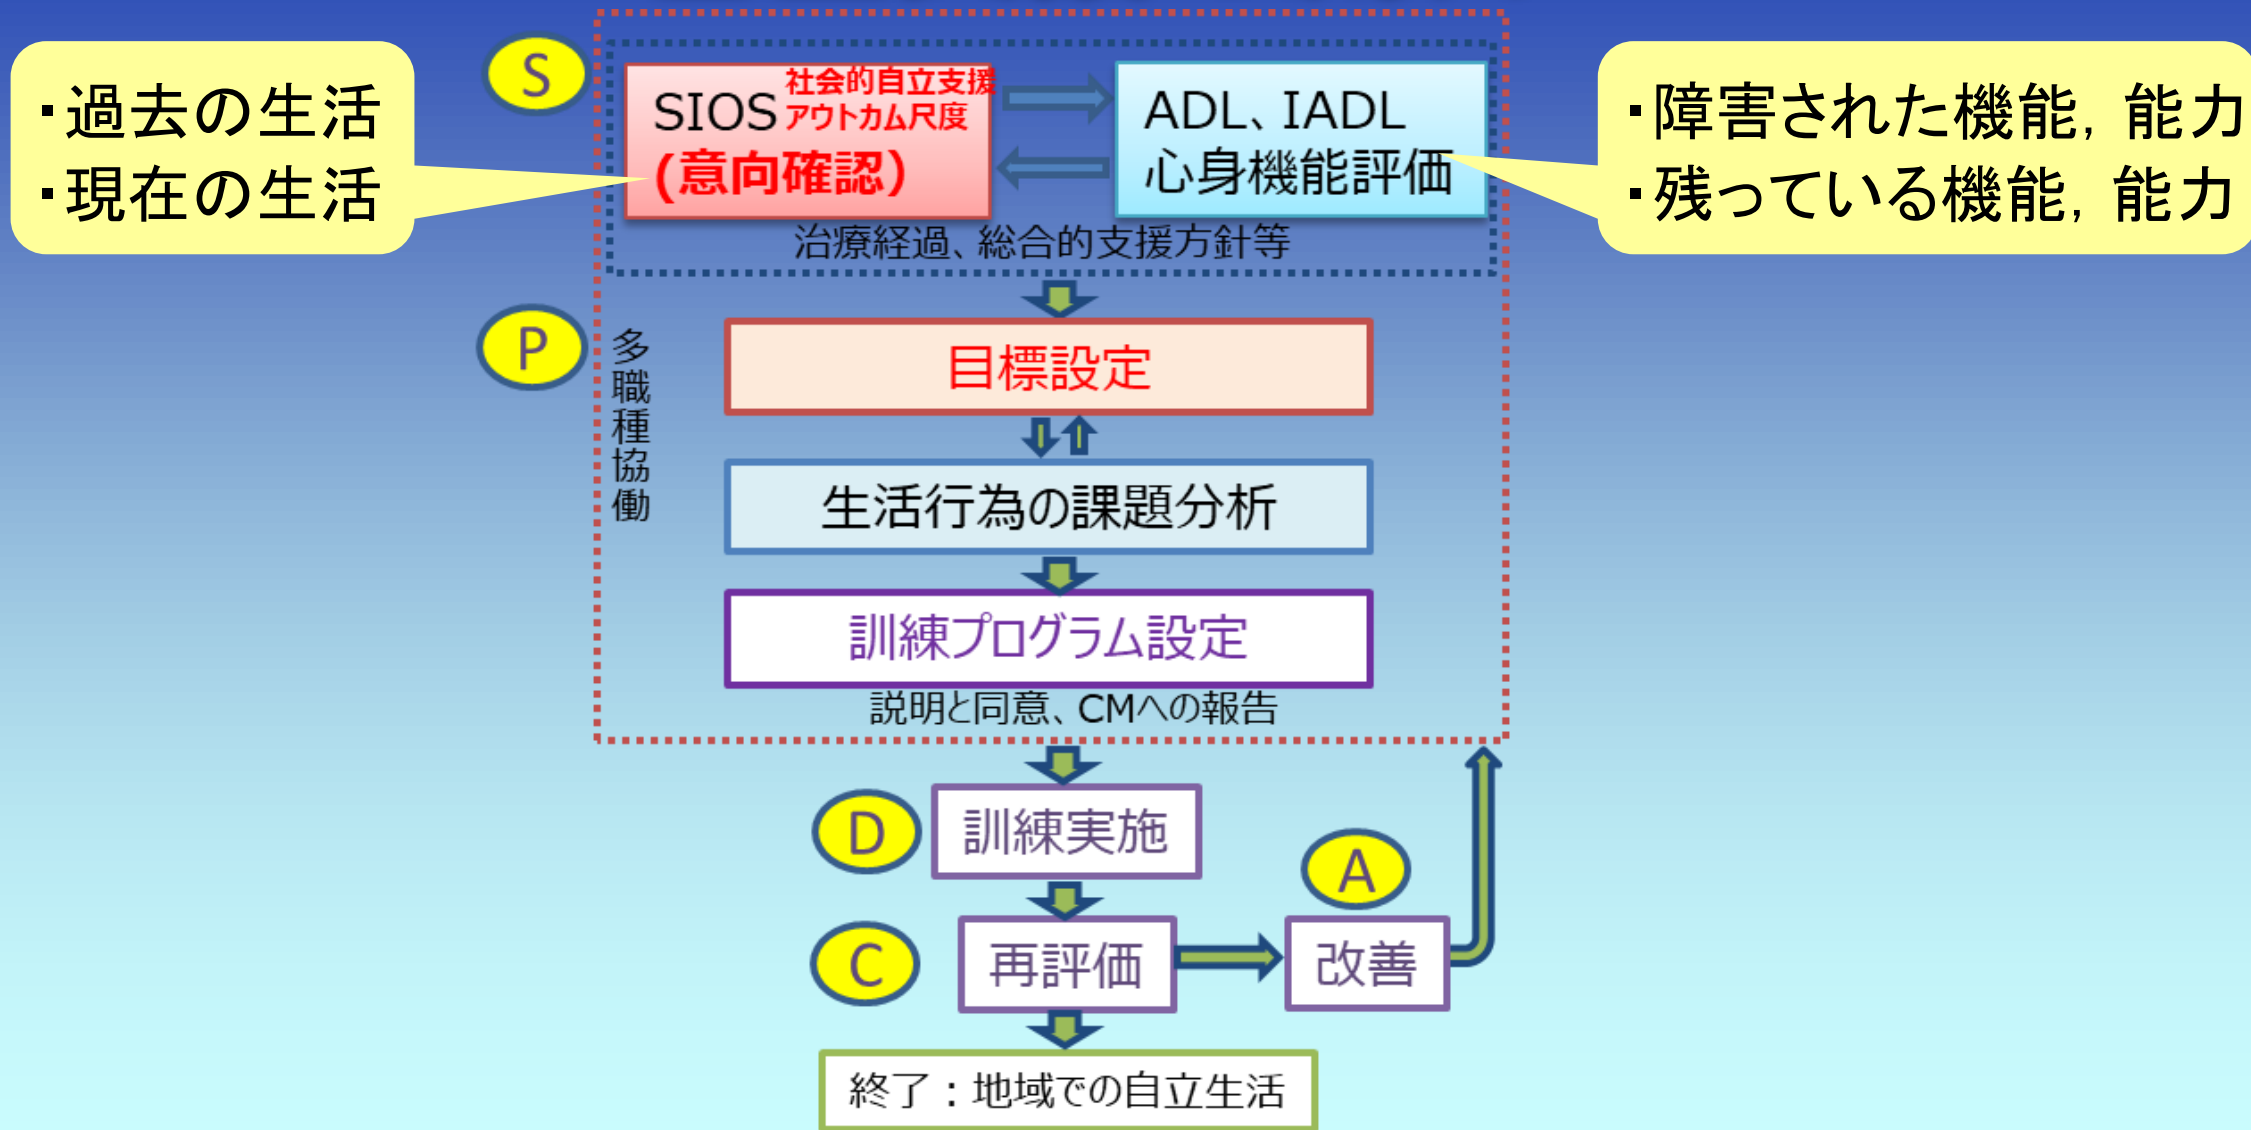 ・過去の生活
・現在の生活
S
SIOS 社会的自立支援
アウトカム尺度
(意向確認）
ADL、IADL
心身機能評価
・障害された機能，能力
・残っている機能，能力
治療経過、総合的支援方針等
P
多職種協働
目標設定
生活行為の課題分析
訓練プログラム設定
説明と同意、CMへの報告
D
訓練実施
A
C
再評価
改善
終了：地域での自立生活